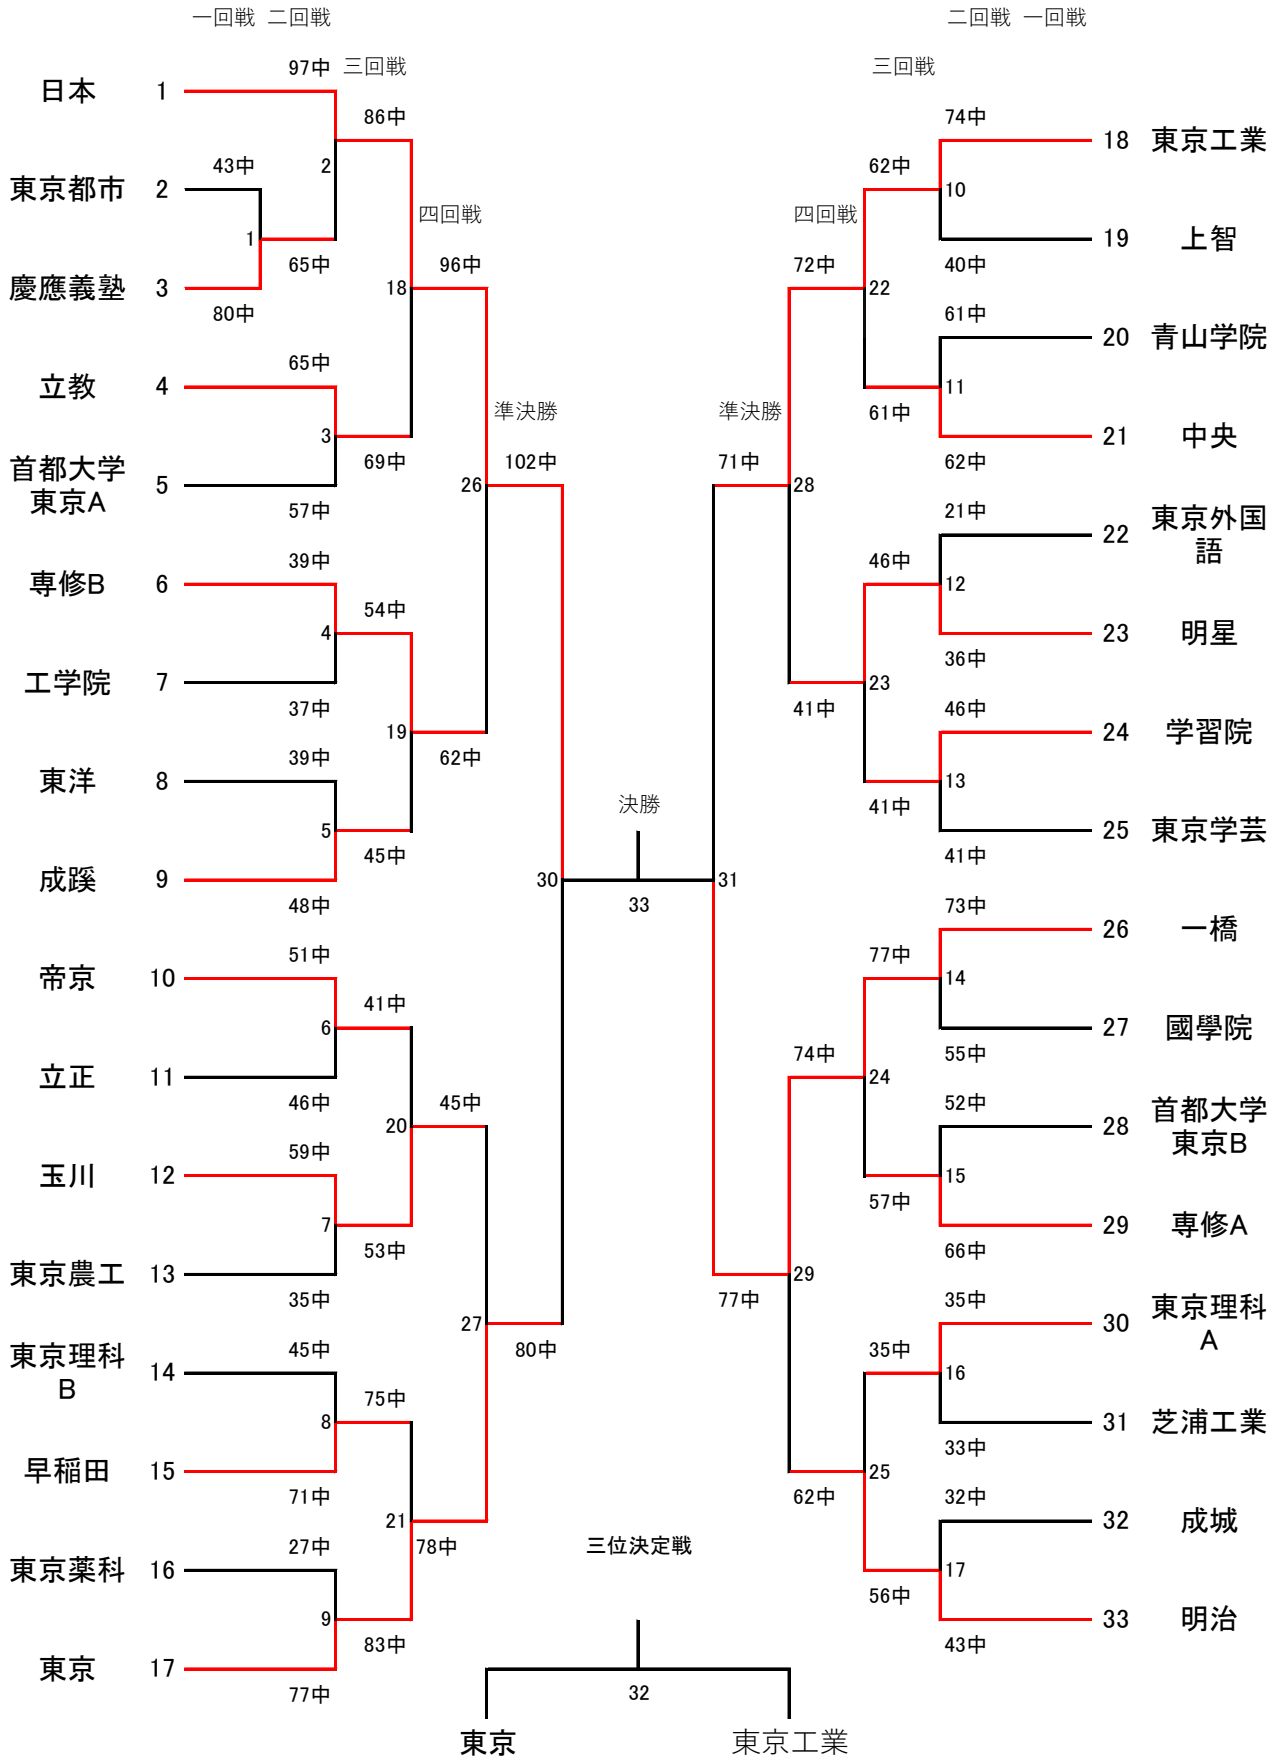 一回戦 二回戦
三回戦
四回戦
準決勝
二回戦 一回戦
三回戦
四回戦
準決勝
97中
日本 1
86中
2
43中
東京都市 2
1
65中
慶應義塾 3
80中
18
96中
65中
立教 4
3
69中
首都大学
東京A 5
57中
26
102中
39中
専修B 6
54中
4
工学院 7
37中
19
62中
39中
東洋 8
5
45中
成蹊 9
48中
30
51中
帝京 10
41中
6
立正 11
46中
20
45中
59中
玉川 12
7
53中
東京農工 13
35中
27
80中
45中
東京理科
B 14
75中
8
早稲田 15
71中
21
78中
27中
東京薬科 16
9
83中
東京 17
77中
決勝
33
31
74中
18 東京工業
62中
10
19 上智
40中
72中
22
61中
20 青山学院
11
61中
21 中央
62中
71中
28
21中
22 東京外国
語
46中
12
23 明星
36中
23
41中
46中
24 学習院
13
41中
25 東京学芸
41中
73中
26 一橋
77中
14
27 國學院
55中
74中
24
52中
28 首都大学
東京B
15
57中
29 専修A
66中
29
77中
35中
30 東京理科
A
35中
16
31 芝浦工業
33中
25
62中
32中
32 成城
17
56中
33 明治
43中
三位決定戦
32
東京 東京工業